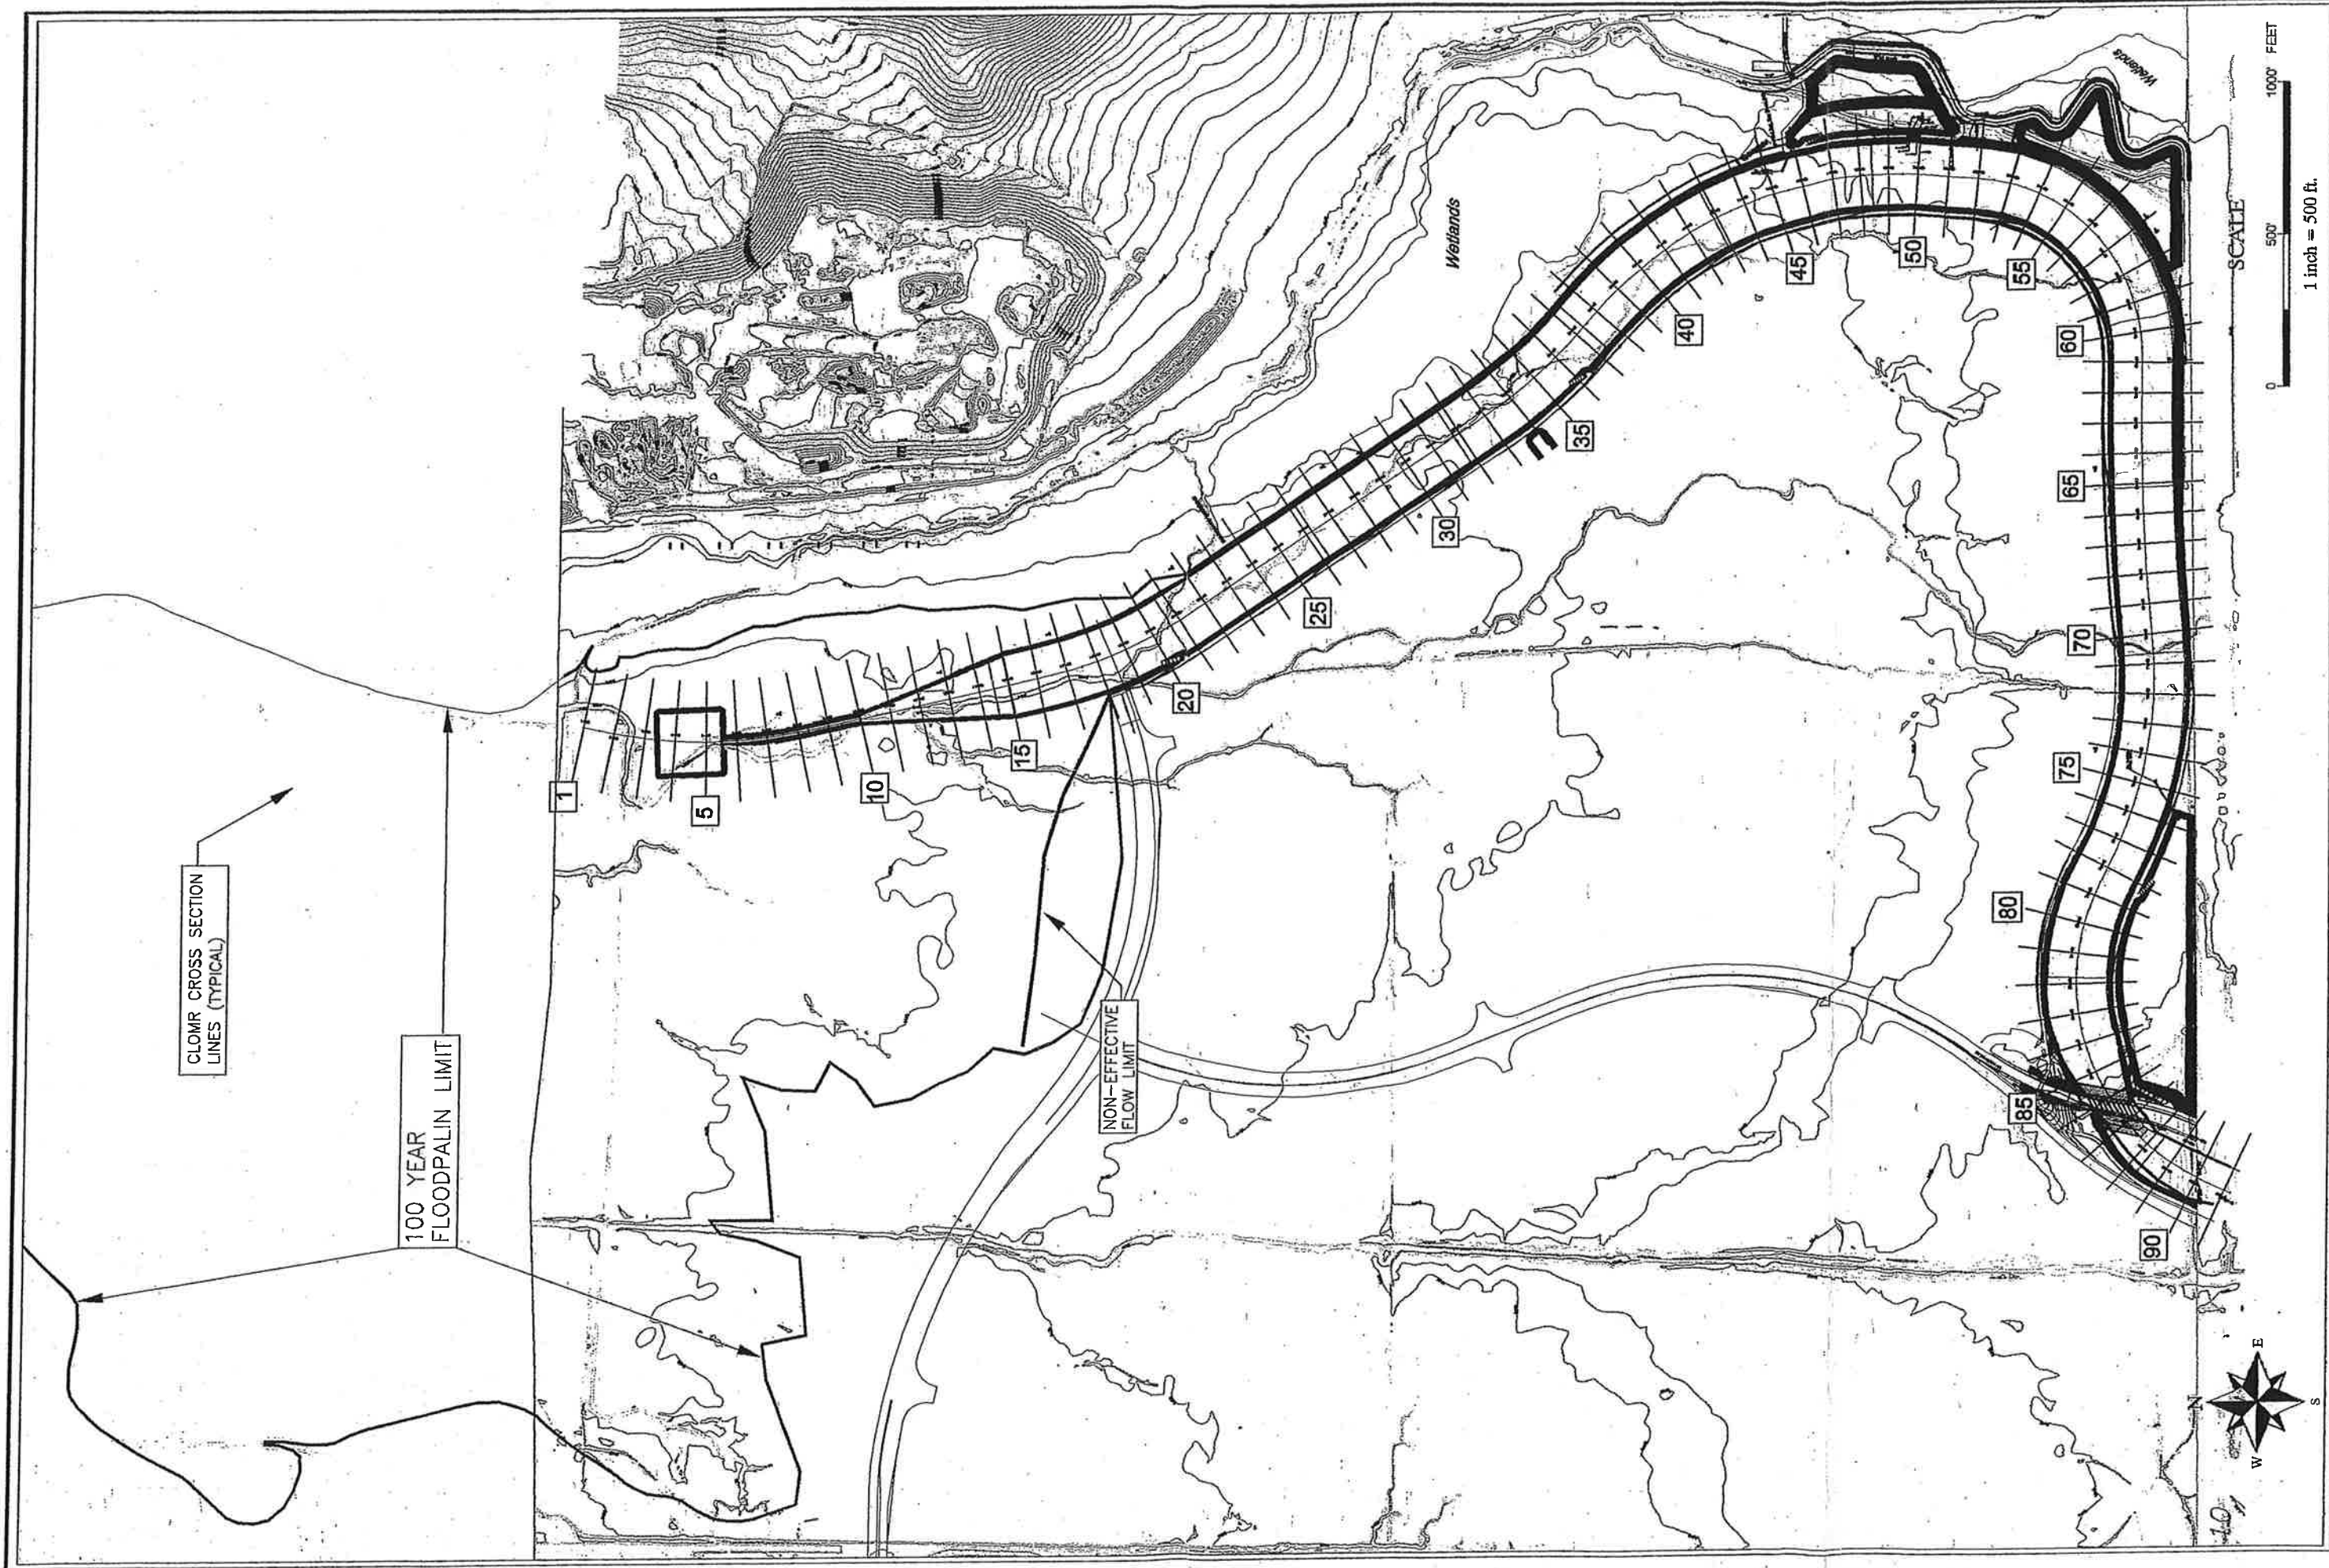 CLOMR CROSS SECTION
LINES (TYPICAL)
100 YEAR
FLOODPALIN LIMIT
NON-EFFECTIVE
FLOW LIMIT
Wetlands
Wetlands
1
5
10
15
20
25
30
35
40
45
50
55
60
65
70
75
80
85
90
N
W
E
S
SCALE
0
500'
1000'
FEET
1 inch = 500 ft.